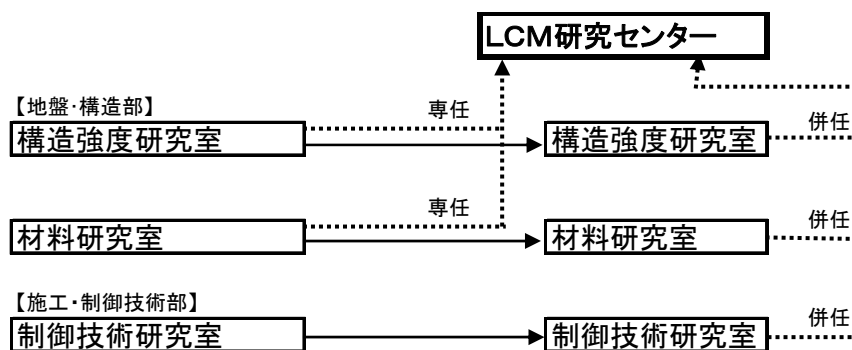 LCM研究センター
【地盤・構造部】
専任
構造強度研究室
構造強度研究室
併任
専任
材料研究室
材料研究室
併任
【施工・制御技術部】
制御技術研究室
制御技術研究室
併任